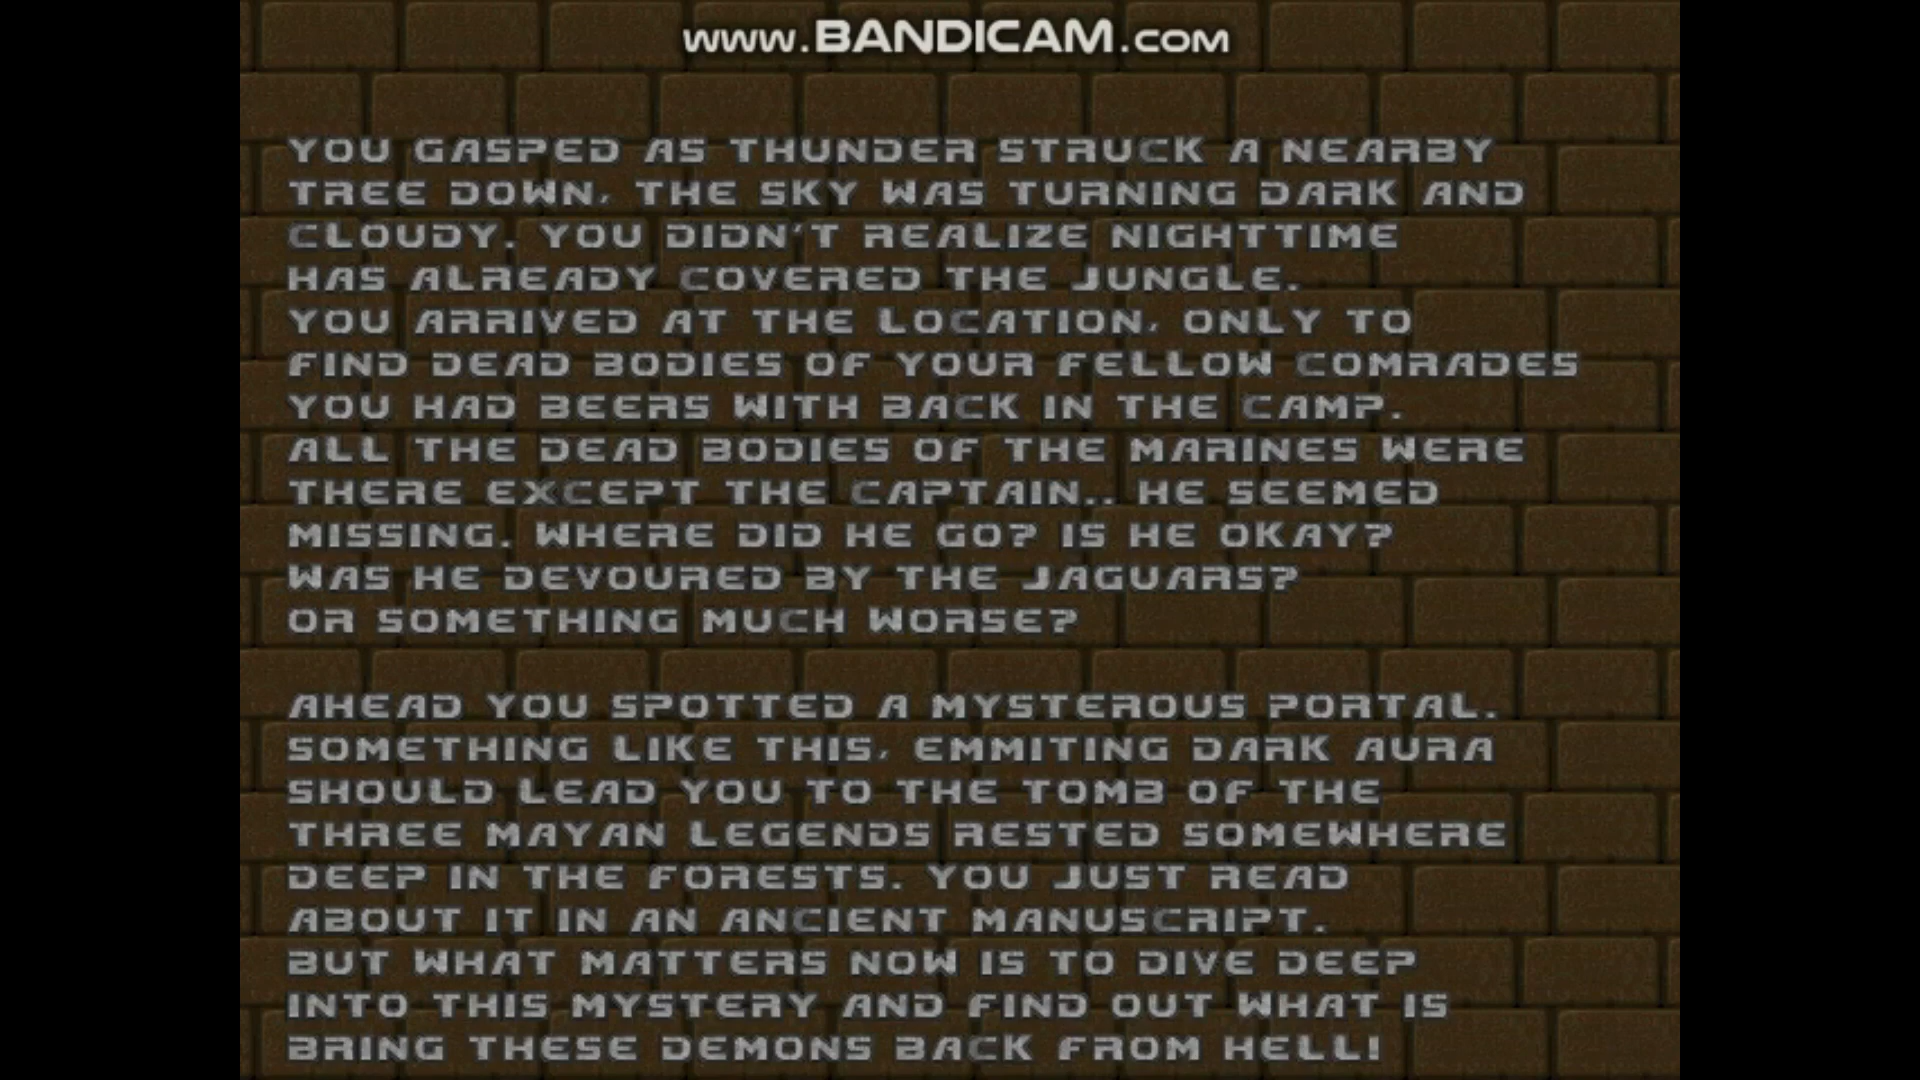 www.BANDICAM.com
YOU GASPED AS THUNDER STRUCK A NEARBY
TREE DOWN, THE SKY WAS TURNING DARK AND
CLOUDY. YOU DIDN'T REALIZE NIGHTTIME
HAS ALREADY COVERED THE JUNGLE.
YOU ARRIVED AT THE LOCATION, ONLY TO
FIND DEAD BODIES OF YOUR FELLOW COMRADES
YOU HAD BEERS WITH BACK IN THE CAMP.
ALL THE DEAD BODIES OF THE MARINES WERE
THERE EXCEPT THE CAPTAIN.. HE SEEMED
MISSING. WHERE DID HE GO? IS HE OKAY?
WAS HE DEVOURED BY THE JAGUARS?
OR SOMETHING MUCH WORSE?
AHEAD YOU SPOTTED A MYSTEROUS PORTAL.
SOMETHING LIKE THIS, EMMITING DARK AURA
SHOULD LEAD YOU TO THE TOMB OF THE
THREE MAYAN LEGENDS RESTED SOMEWHERE
DEEP IN THE FORESTS. YOU JUST READ
ABOUT IT IN AN ANCIENT MANUSCRIPT.
BUT WHAT MATTERS NOW IS TO DIVE DEEP
INTO THIS MYSTERY AND FIND OUT WHAT IS
BRING THESE DEMONS BACK FROM HELL!